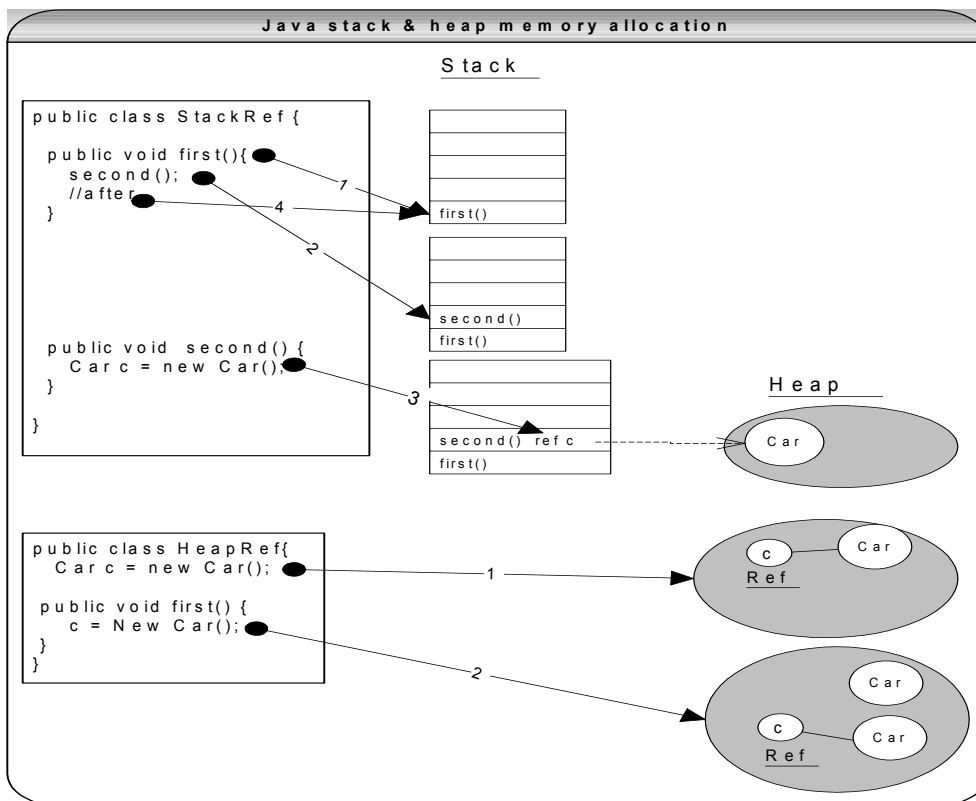 Java stack & heap memory allocation
Stack
public class StackRef {
public void first(){
second();
//after
}
public void second() {
Car c = new Car();
}
}
1
4
2
3
first()
second()
first()
second() ref c
first()
Heap
Car
public class HeapRef{
Car c = new Car();
public void first() {
c = New Car();
}
}
1
2
c
Car
Ref
Car
c
Car
Ref